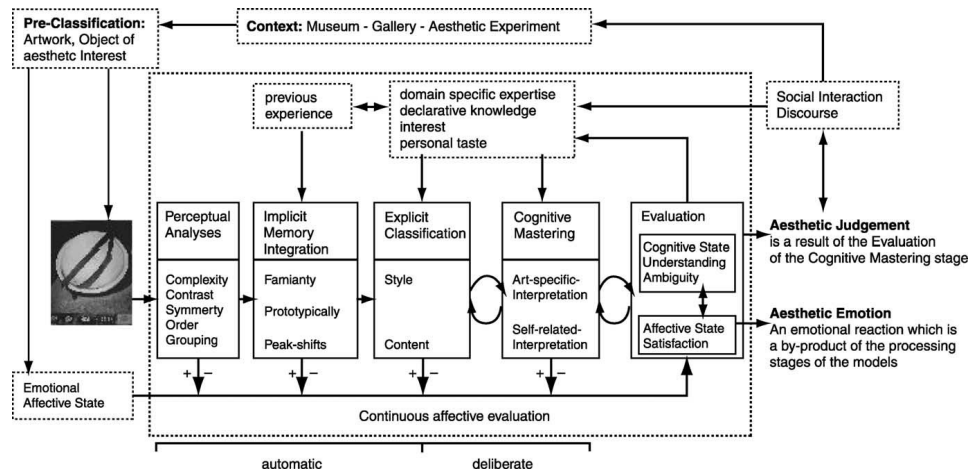 Pre-Classification:
Artwork, Object of
aesthetc Interest
Context: Museum - Gallery - Aesthetic Experiment
previous
experience
domain specific expertise
declarative knowledge
interest
personal taste
Social Interaction
Discourse
Perceptual
Analyses
Complexity
Contrast
Symmerty
Order
Grouping
Implicit
Memory
Integration
Famianty
Prototypically
Peak-shifts
Explicit
Classification
Style
Content
Cognitive
Mastering
Art-specific-
Interpretation
Self-related-
Interpretation
Evaluation
Cognitive State
Understanding
Ambiguity
Affective State
Satisfaction
Aesthetic Judgement
is a result of the Evaluation
of the Cognitive Mastering stage
Aesthetic Emotion
An emotional reaction which is
a by-product of the processing
stages of the models
+ −
+ −
+ −
+ −
Emotional
Affective State
Continuous affective evaluation
automatic
deliberate